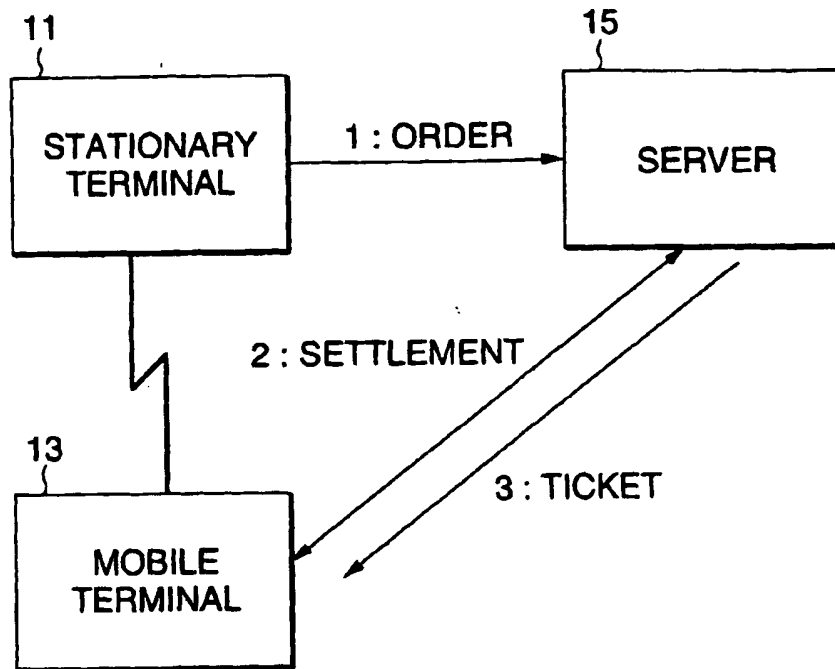 11
15
STATIONARY
TERMINAL
1 : ORDER
SERVER
2 : SETTLEMENT
13
3 : TICKET
MOBILE
TERMINAL